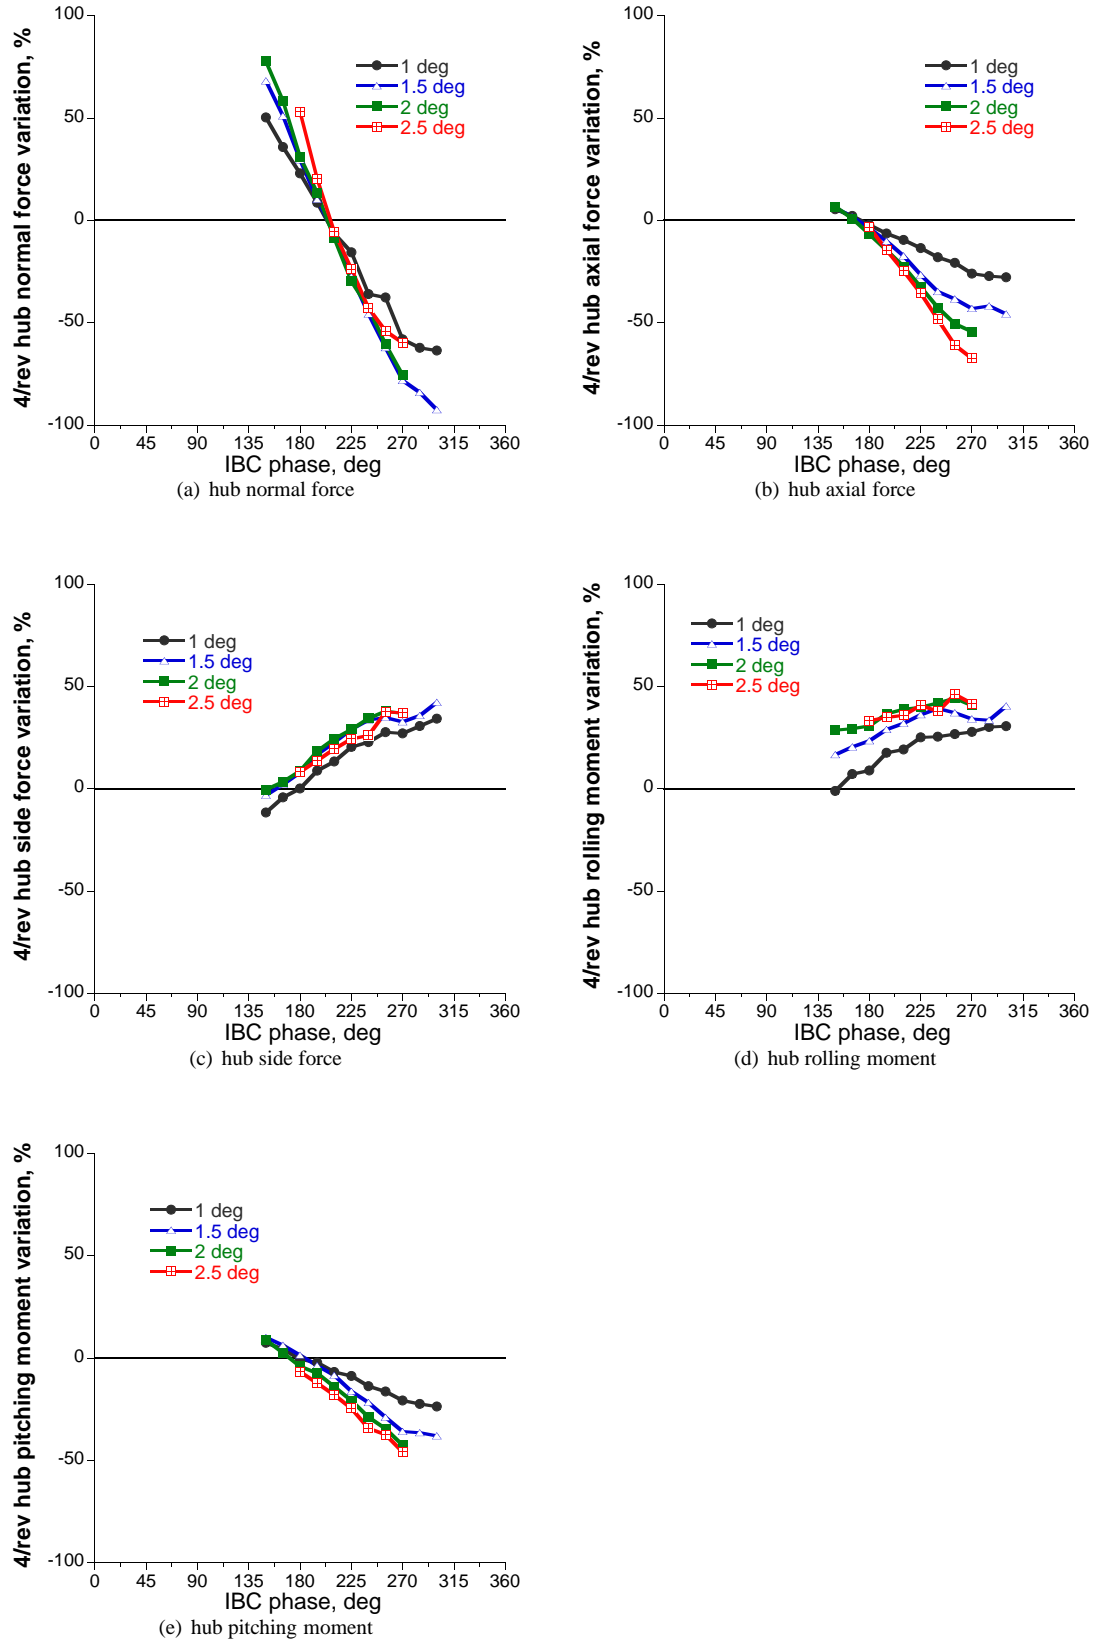 4/rev hub normal force variation, %
100
50
0
-50
-100
1 deg
1.5 deg
2 deg
2.5 deg
0 45 90 135 180 225 270 315 360
IBC phase, deg
(a) hub normal force
4/rev hub axial force variation, %
100
50
0
-50
-100
1 deg
1.5 deg
2 deg
2.5 deg
0 45 90 135 180 225 270 315 360
IBC phase, deg
(b) hub axial force
4/rev hub side force variation, %
100
50
0
-50
-100
1 deg
1.5 deg
2 deg
2.5 deg
0 45 90 135 180 225 270 315 360
IBC phase, deg
(c) hub side force
4/rev hub rolling moment variation, %
100
50
0
-50
-100
1 deg
1.5 deg
2 deg
2.5 deg
0 45 90 135 180 225 270 315 360
IBC phase, deg
(d) hub rolling moment
4/rev hub pitching moment variation, %
100
50
0
-50
-100
1 deg
1.5 deg
2 deg
2.5 deg
0 45 90 135 180 225 270 315 360
IBC phase, deg
(e) hub pitching moment